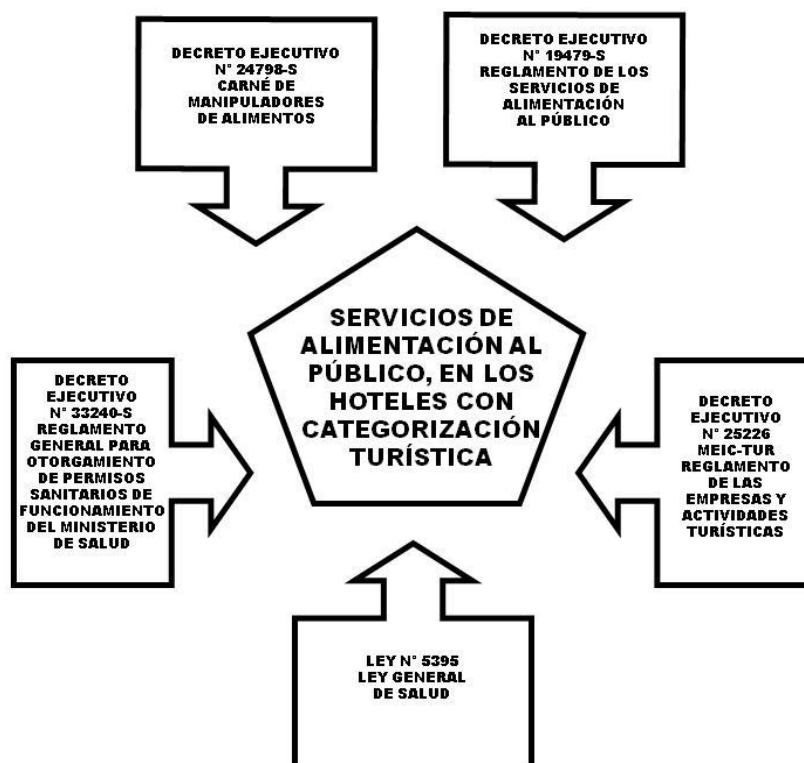 DECRETO EJECUTIVO
N° 24798-S
CARNÉ DE
MANIPULADORES
DE ALIMENTOS
DECRETO EJECUTIVO
N° 19479-S
REGLAMENTO DE LOS
SERVICIOS DE
ALIMENTACIÓN
AL PÚBLICO
SERVICIOS DE
ALIMENTACIÓN AL
PÚBLICO, EN LOS
HOTELES CON
CATEGORIZACIÓN
TURÍSTICA
DECRETO
EJECUTIVO
N° 33240-S
REGLAMENTO
GENERAL PARA
OTORGAMIENTO
DE PERMISOS
SANITARIOS DE
FUNCIONAMIENTO
DEL MINISTERIO
DE SALUD
DECRETO
EJECUTIVO
N° 25226
MEIC-TUR
REGLAMENTO
DE LAS
EMPRESAS Y
ACTIVIDADES
TURÍSTICAS
LEY N° 5395
LEY GENERAL
DE SALUD